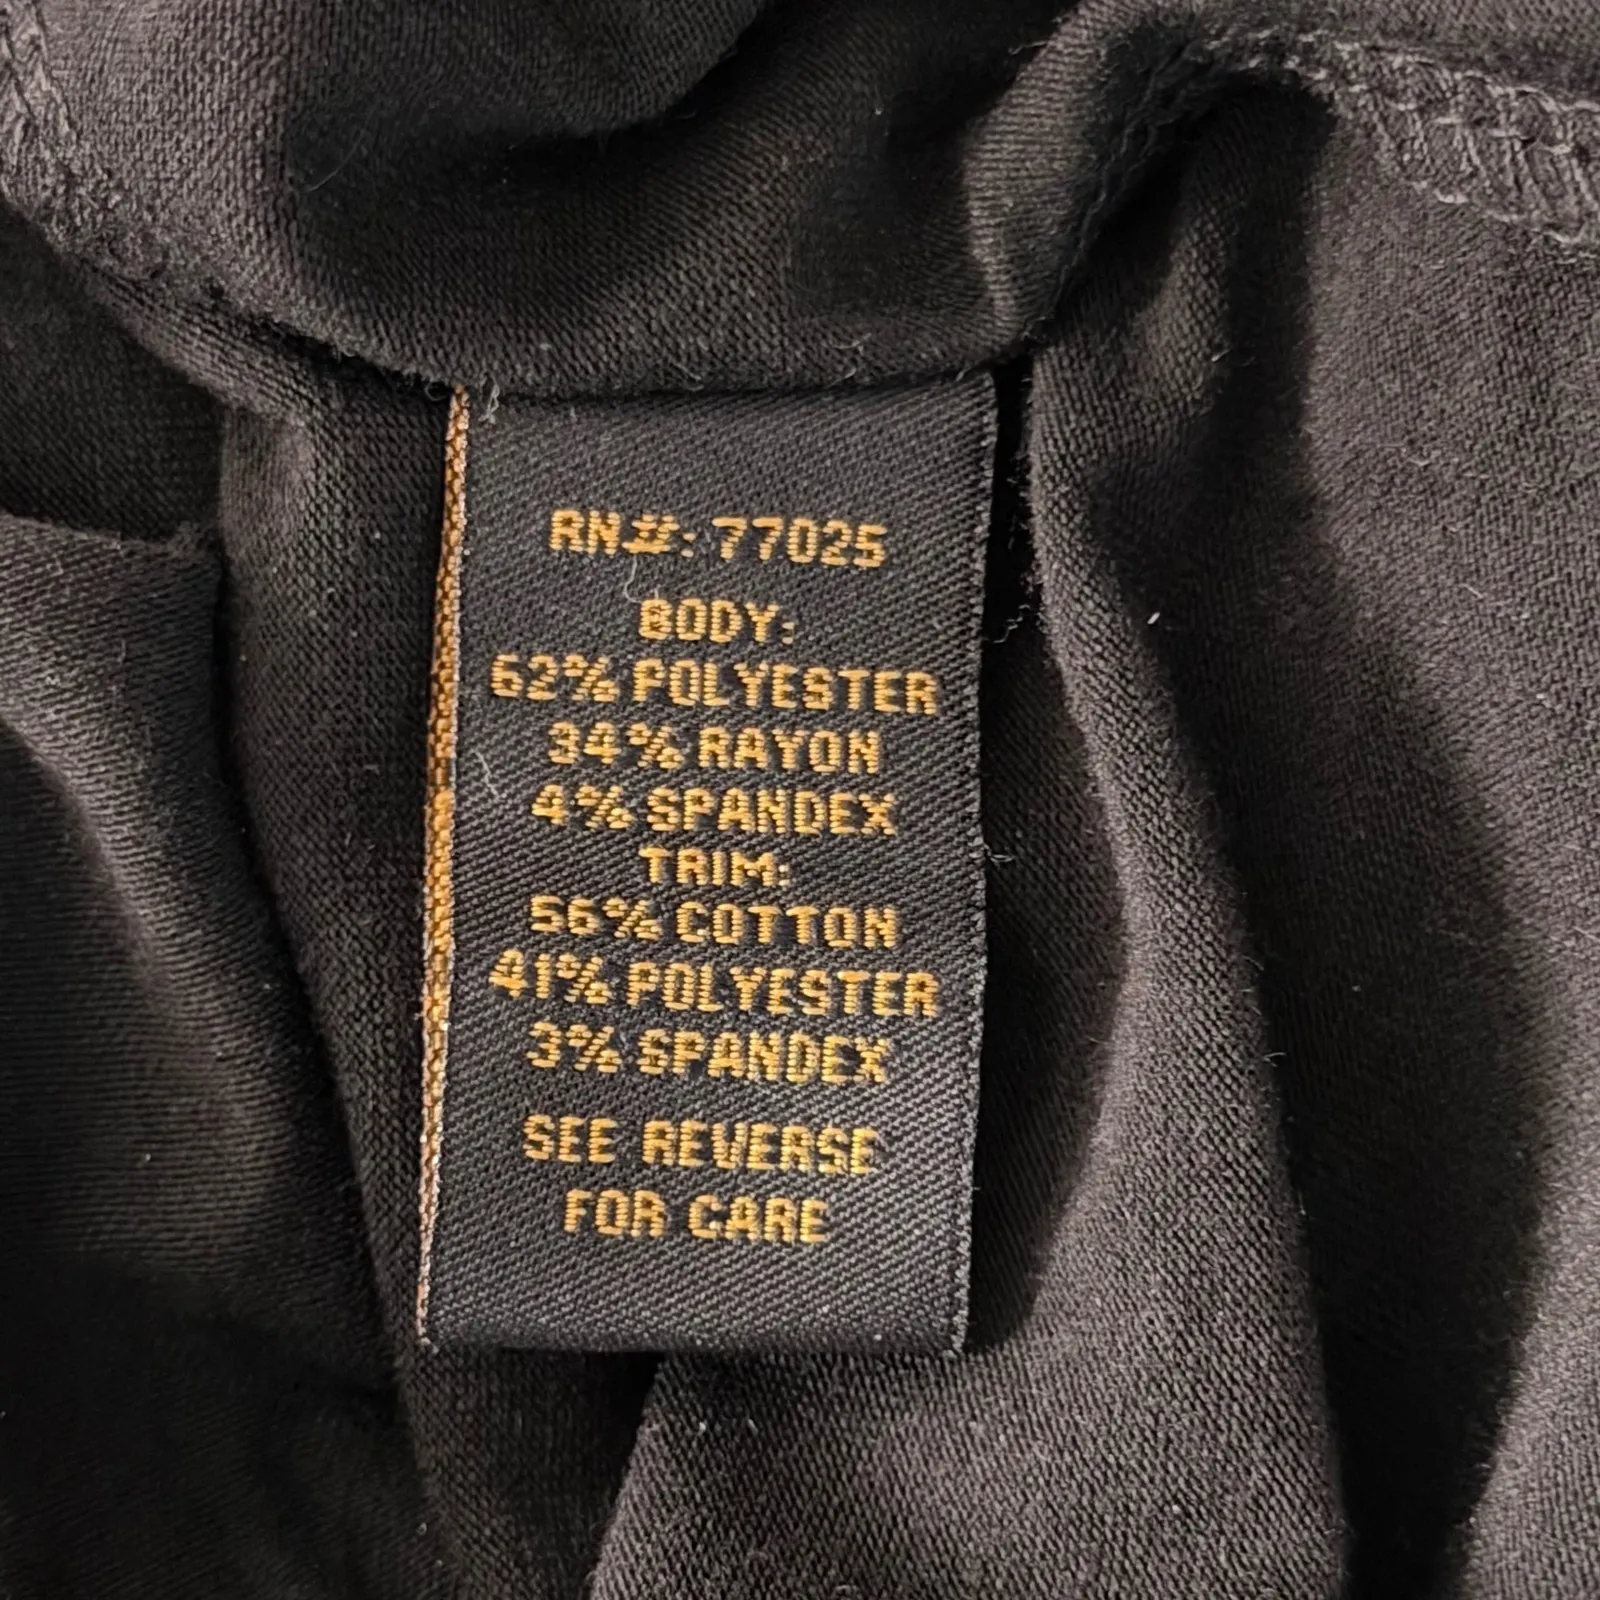 RN#: 77025
BODY:
62% POLYESTER
34% RAYON
4% SPANDEX
TRIM:
56% COTTON
41% POLYESTER
3% SPANDEX
SEE REVERSE
FOR CARE